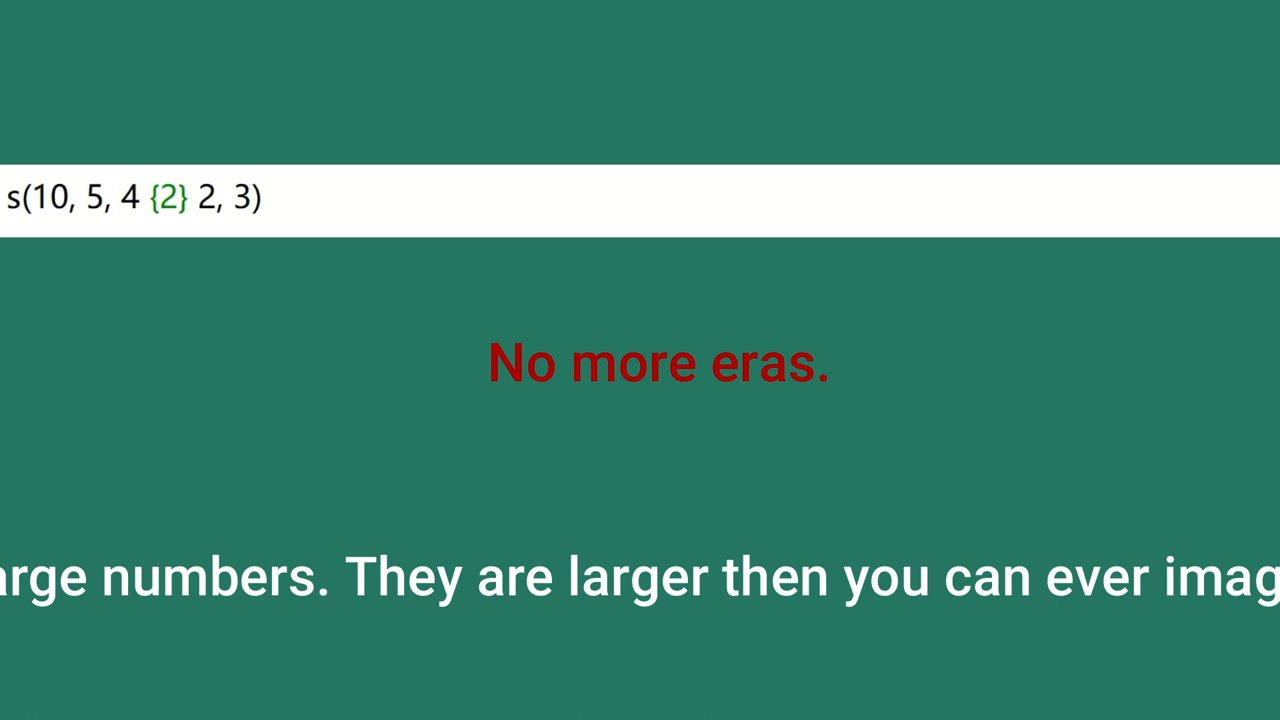 s(10, 5, 4 {2} 2, 3)
No more eras.
arge numbers. They are larger then you can ever imag